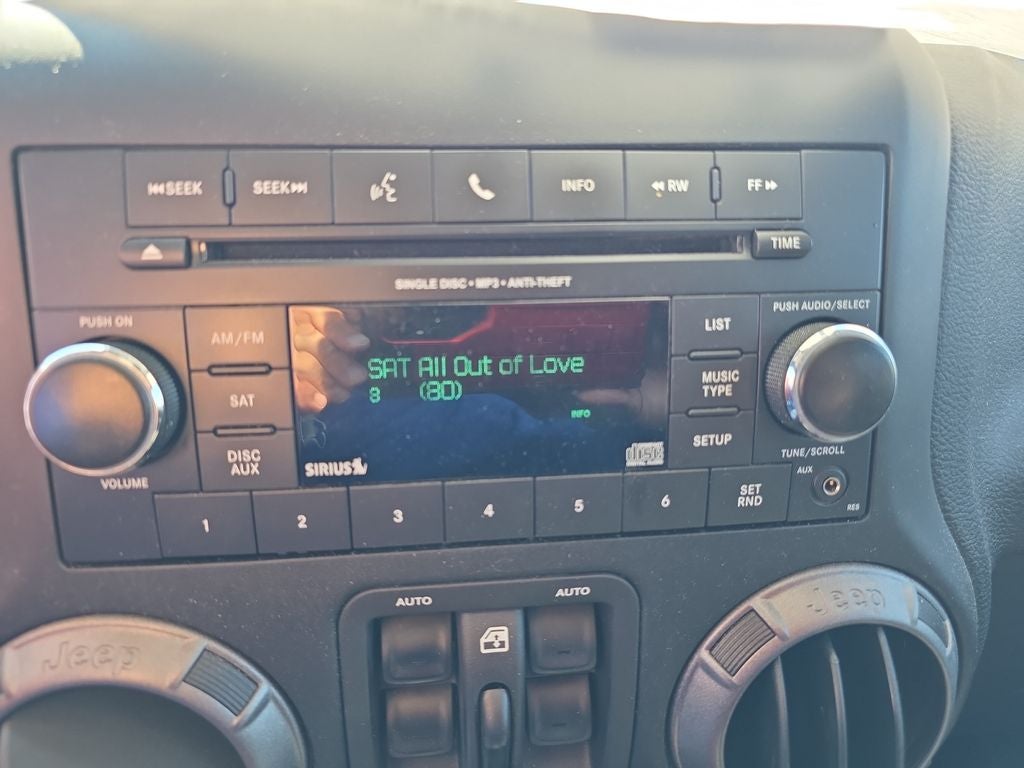 SEEK
SEEK
INFO
RW
FF
TIME
SINGLE DISC • MP3 • ANTI-THEFT
PUSH ON
VOLUME
AM/FM
SAT
DISC
AUX
SAT All Out of Love
8 (80)
INFO
SIRIUS
disc
LIST
MUSIC
TYPE
SETUP
PUSH AUDIO/SELECT
TUNE/SCROLL
AUX
RES
1
2
3
4
5
6
SET
RND
AUTO
AUTO
Jeep
Jeep